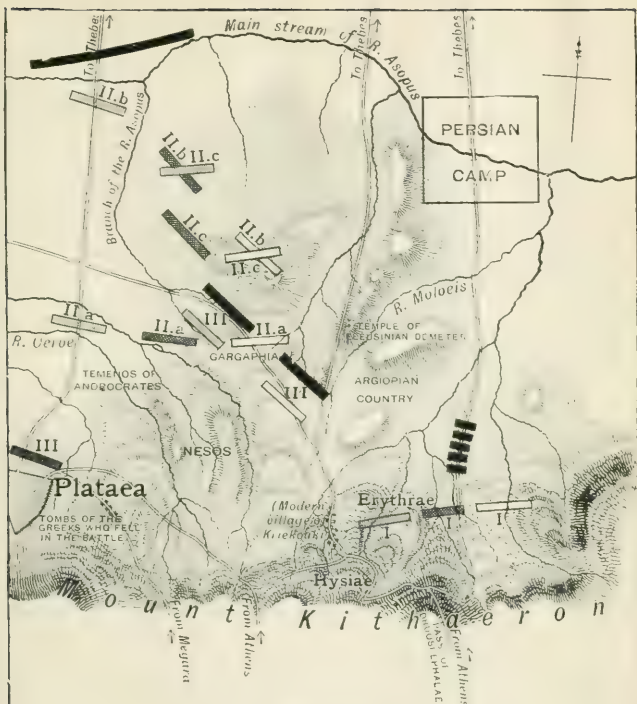 Main stream of R. Asopus
To Thebes
To Thebes
To Thebes
II.b
Branch of the R. Asopus
PERSIAN
CAMP
II.b
II.c
II.c
II.b
II.c
R. Moloeis
II a
III
II.a
II.a
TEMPLE OF
ELEUSINIAN DEMETER
R. Oeroe
GARGAPHIA
TEMENOS OF
ANDROCRATES
III
ARGIOPIAN
COUNTRY
III
NESOS
Plataea
(Modern
village of
Kriekouki)
Erythrae
I
I
I
TOMBS OF THE
GREEKS WHO FELL
IN THE BATTLE
Hysiae
Mount Kithaeron
From Megara
From Athens
PASS OF
From Athens